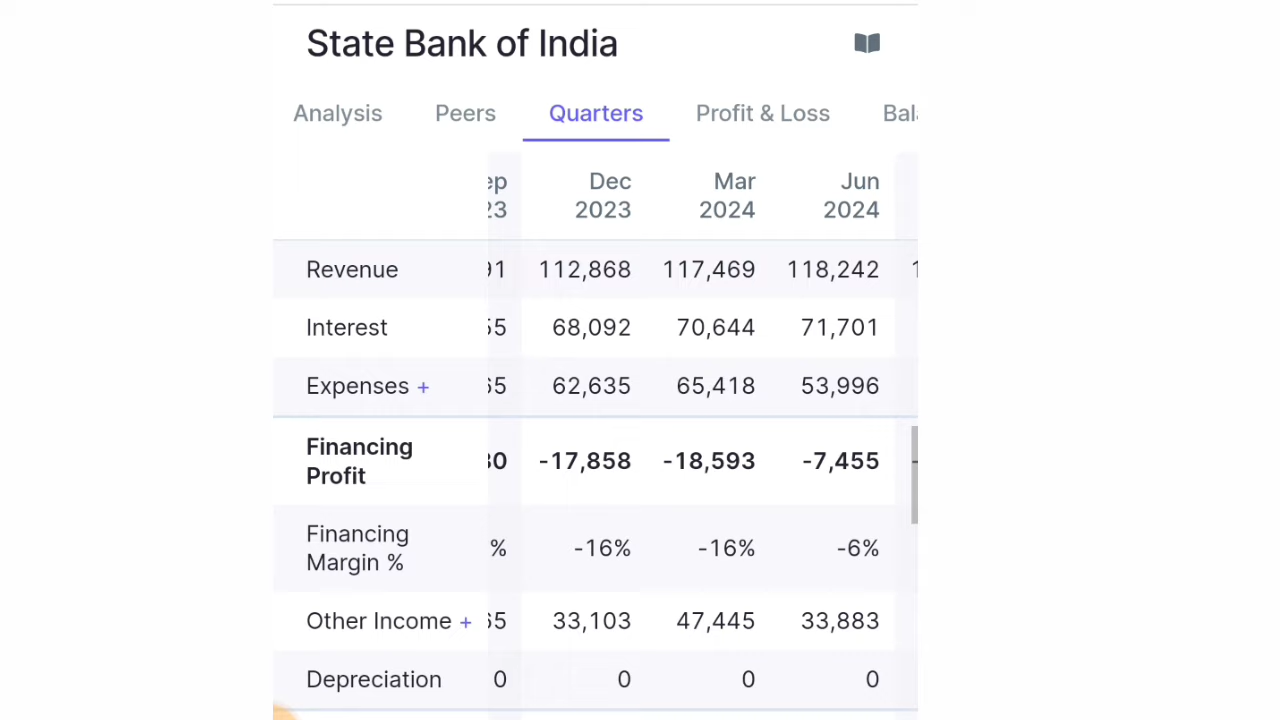 State Bank of India
Analysis Peers Quarters Profit & Loss
Dec Mar Jun
2023 2024 2024
Revenue 112,868 117,469 118,242
Interest 68,092 70,644 71,701
Expenses + 62,635 65,418 53,996
Financing
Profit -17,858 -18,593 -7,455
Financing
Margin % % -16% -16% -6%
Other Income + 33,103 47,445 33,883
Depreciation 0 0 0 0